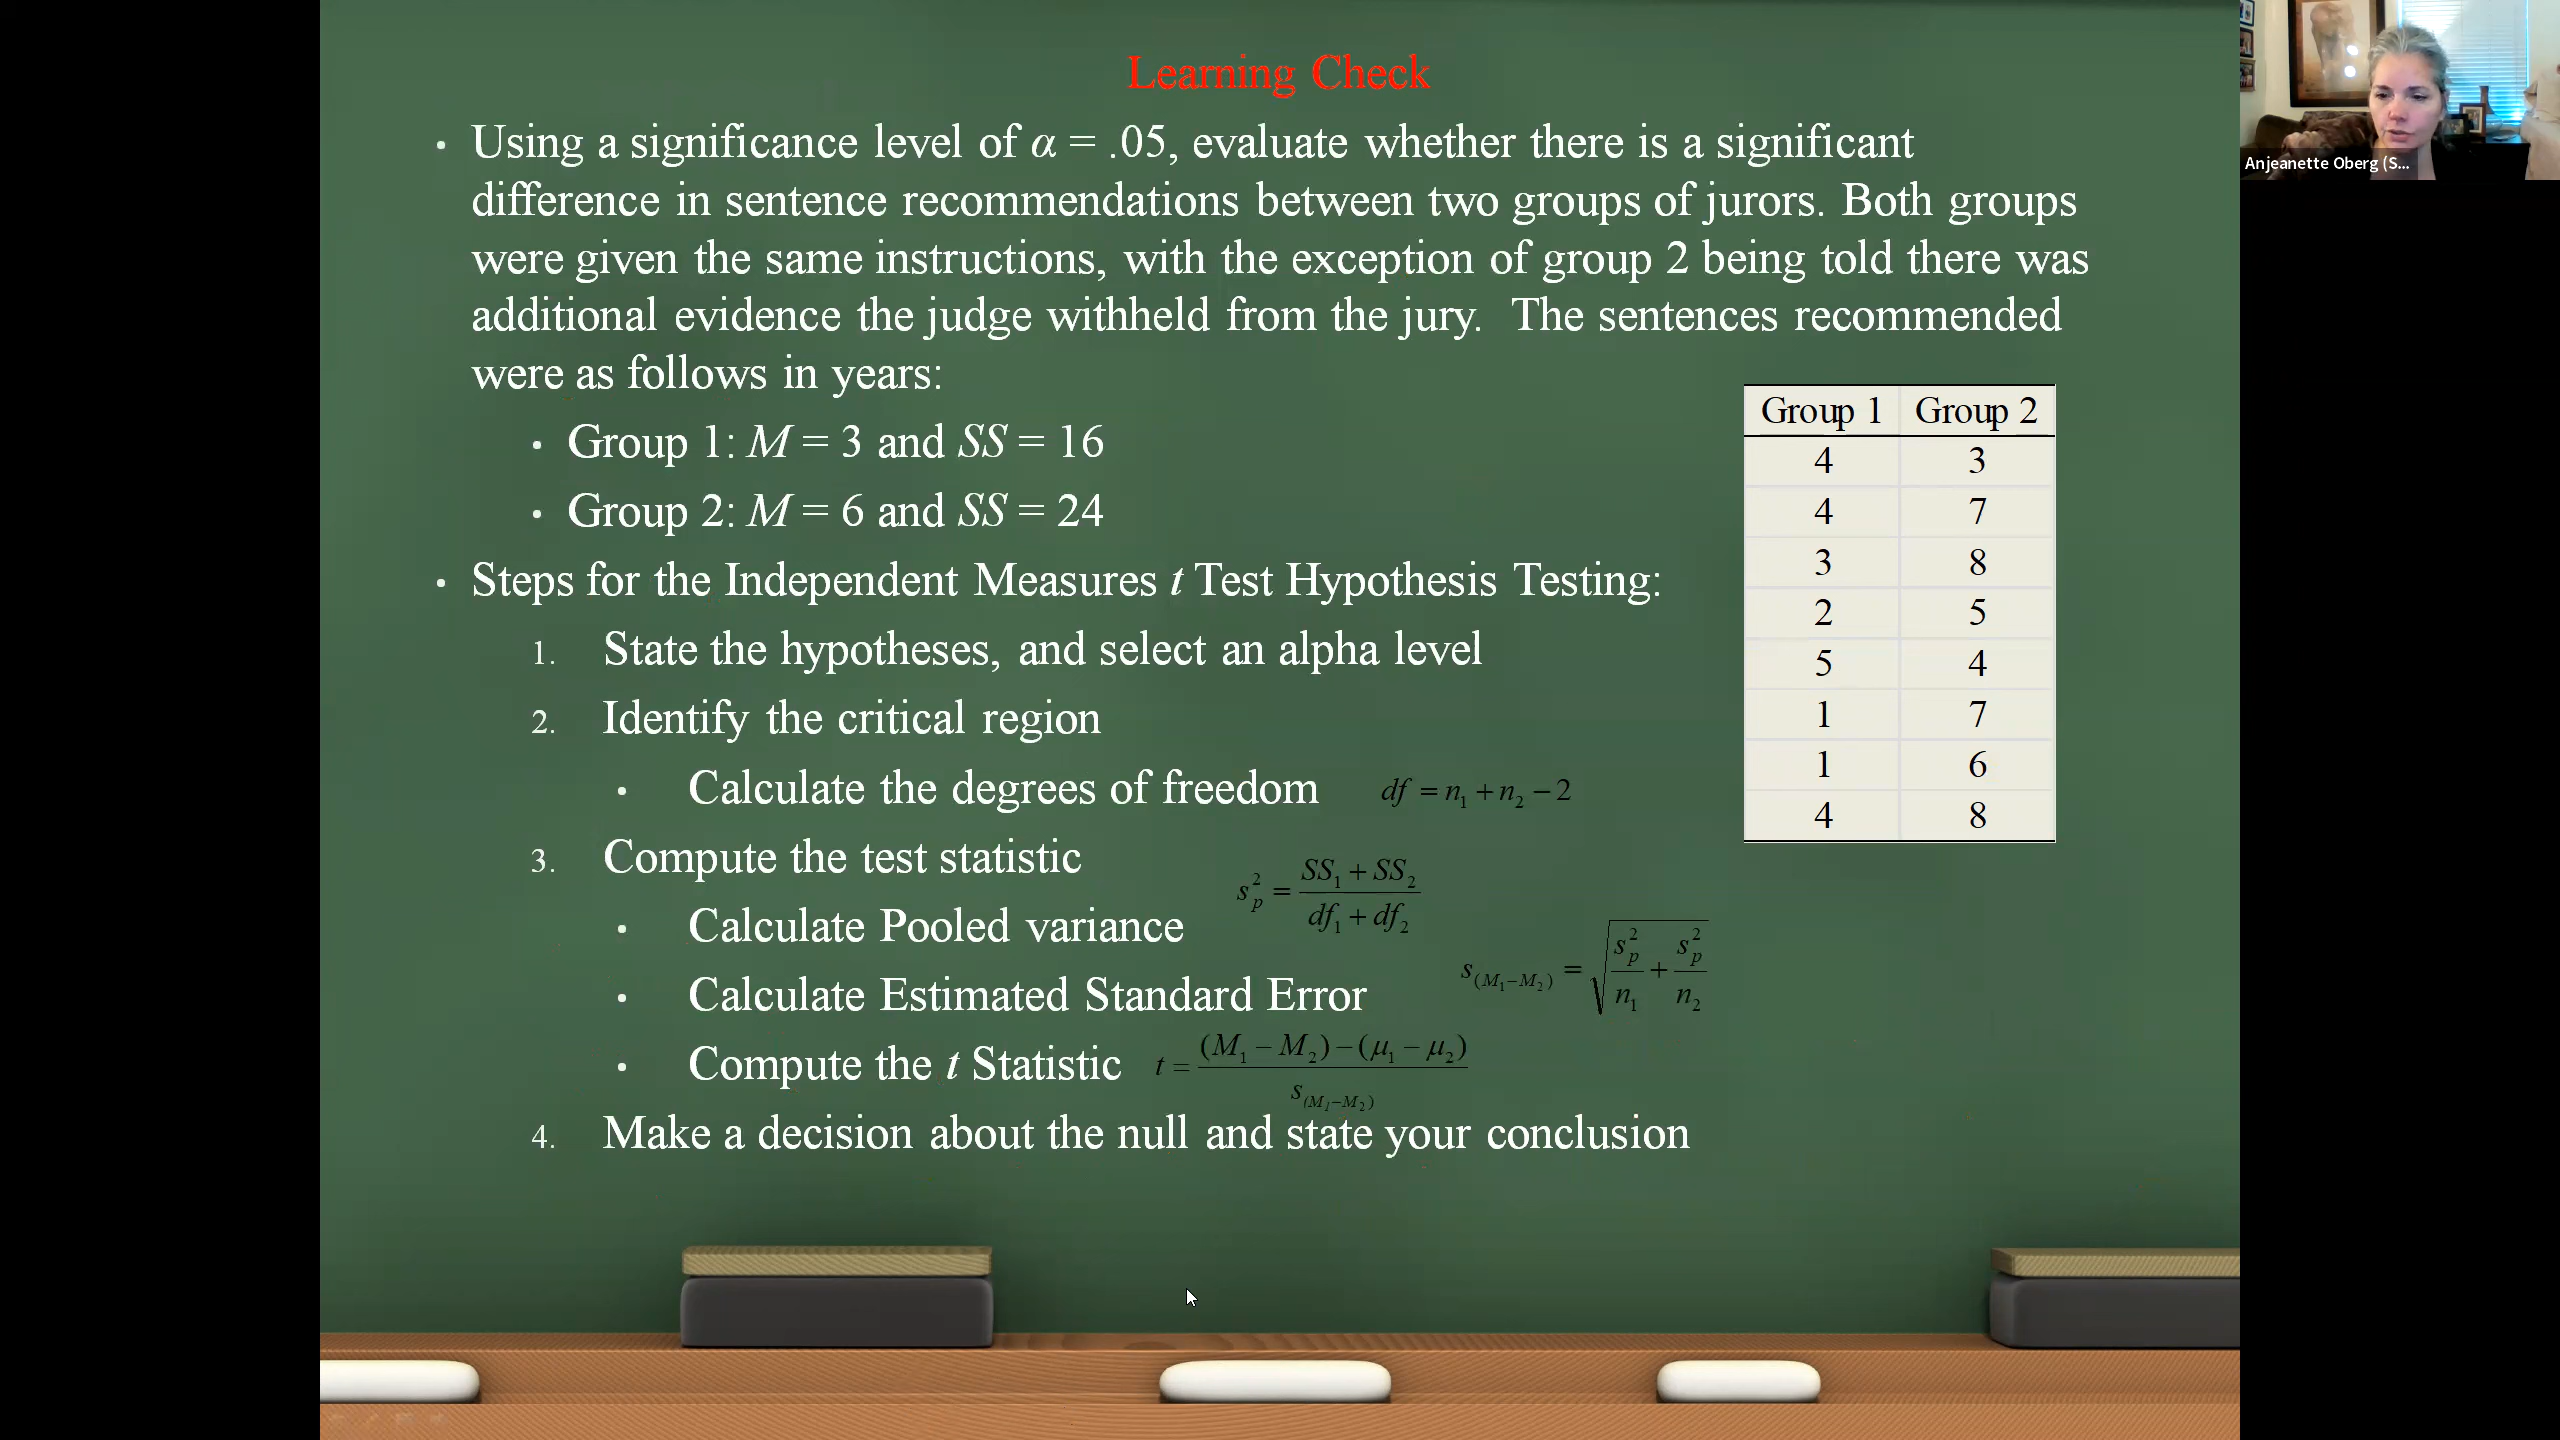 Learning Check
• Using a significance level of α = .05, evaluate whether there is a significant
difference in sentence recommendations between two groups of jurors. Both groups
were given the same instructions, with the exception of group 2 being told there was
additional evidence the judge withheld from the jury.  The sentences recommended
were as follows in years:
• Group 1: M = 3 and SS = 16
• Group 2: M = 6 and SS = 24
• Steps for the Independent Measures t Test Hypothesis Testing:
1. State the hypotheses, and select an alpha level
2. Identify the critical region
• Calculate the degrees of freedom df = n₁ + n₂ − 2
3. Compute the test statistic
• Calculate Pooled variance s²ₚ = (SS₁ + SS₂) / (df₁ + df₂)
• Calculate Estimated Standard Error s(M₁−M₂) = √(s²ₚ/n₁ + s²ₚ/n₂)
• Compute the t Statistic t = ((M₁ − M₂) − (μ₁ − μ₂)) / s(M₁−M₂)
4. Make a decision about the null and state your conclusion
Group 1 Group 2
4 3
4 7
3 8
2 5
5 4
1 7
1 6
4 8
Anjeanette Oberg (S...